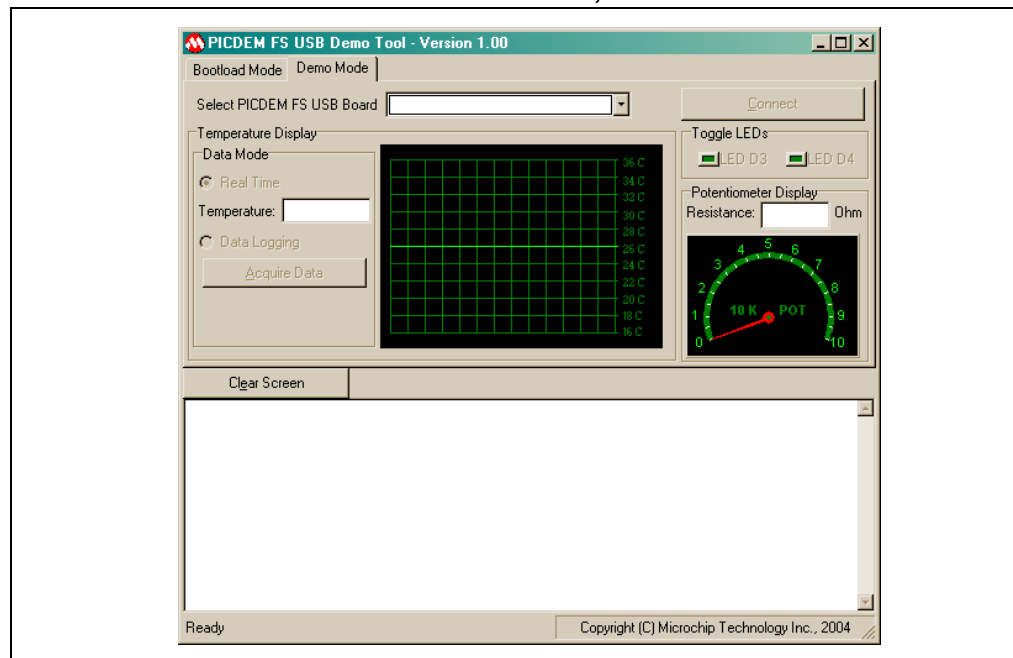 PICDEM FS USB Demo Tool - Version 1.00
Bootload Mode Demo Mode
Select PICDEM FS USB Board
Connect
Temperature Display
Data Mode
Real Time
Temperature:
Data Logging
Acquire Data
36 C
34 C
32 C
30 C
28 C
26 C
24 C
22 C
20 C
18 C
16 C
Toggle LEDs
LED D3 LED D4
Potentiometer Display
Resistance: Ohm
0 1 2 3 4 5 6 7 8 9 10
10 K POT
Clear Screen
Ready
Copyright (C) Microchip Technology Inc., 2004